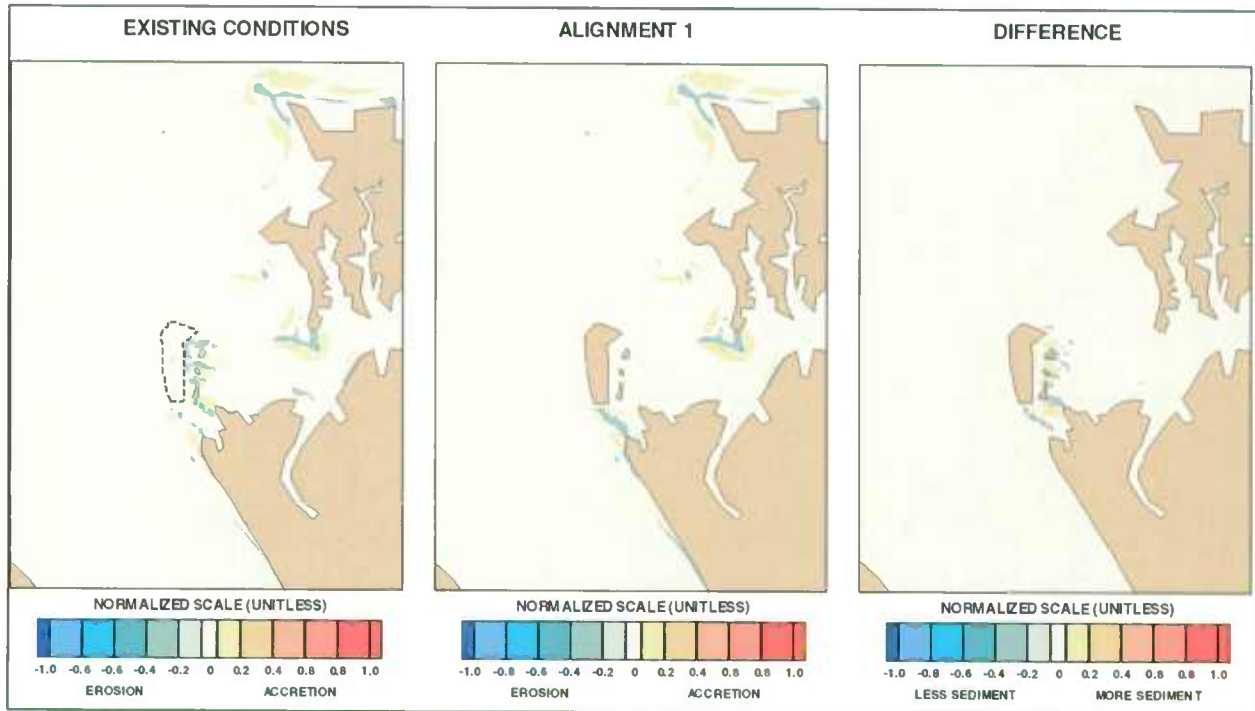 EXISTING CONDITIONS
NORMALIZED SCALE (UNITLESS)
-1.0 -0.8 -0.6 -0.4 -0.2 0 0.2 0.4 0.6 0.8 1.0
EROSION ACCRETION
ALIGNMENT 1
NORMALIZED SCALE (UNITLESS)
-1.0 -0.8 -0.6 -0.4 -0.2 0 0.2 0.4 0.6 0.8 1.0
EROSION ACCRETION
DIFFERENCE
NORMALIZED SCALE (UNITLESS)
-1.0 -0.8 -0.6 -0.4 -0.2 0 0.2 0.4 0.6 0.8 1.0
LESS SEDIMENT MORE SEDIMENT